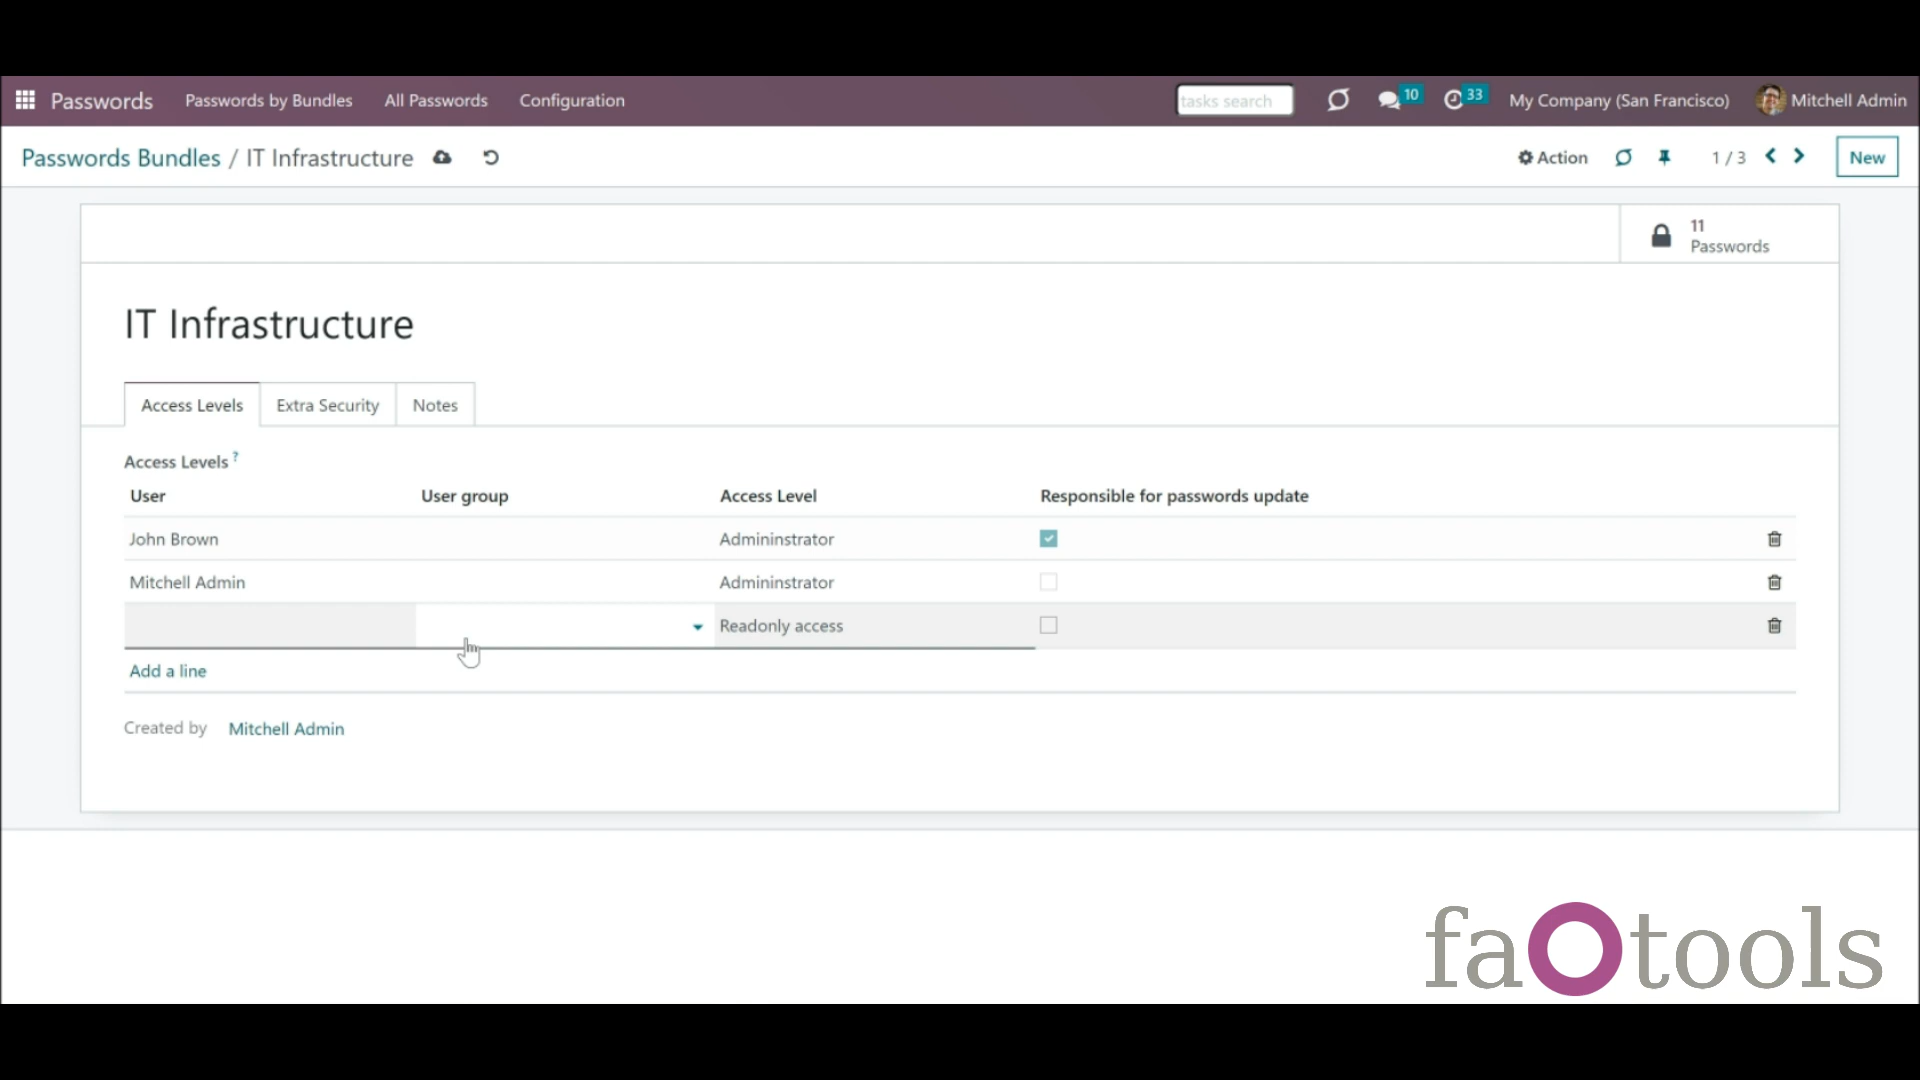 Passwords Passwords by Bundles All Passwords Configuration tasks search 10 33 My Company (San Francisco) Mitchell Admin
Passwords Bundles / IT Infrastructure Action 1 / 3 New
11
Passwords
IT Infrastructure
Access Levels Extra Security Notes
Access Levels ?
User User group Access Level Responsible for passwords update
John Brown Admininstrator
Mitchell Admin Admininstrator
Readonly access
Add a line
Created by Mitchell Admin
faOtools